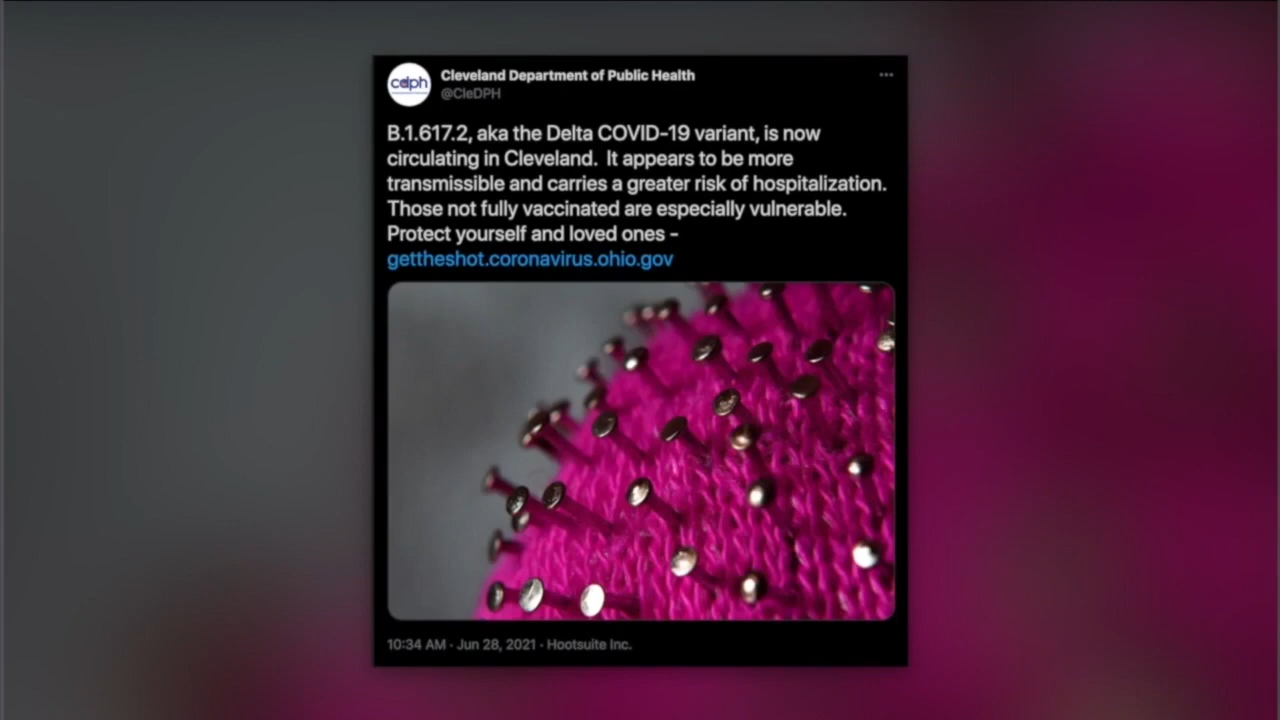 cdph
Cleveland Department of Public Health
@CleDPH
B.1.617.2, aka the Delta COVID-19 variant, is now
circulating in Cleveland.  It appears to be more
transmissible and carries a greater risk of hospitalization.
Those not fully vaccinated are especially vulnerable.
Protect yourself and loved ones -
gettheshot.coronavirus.ohio.gov
10:34 AM · Jun 28, 2021 · Hootsuite Inc.